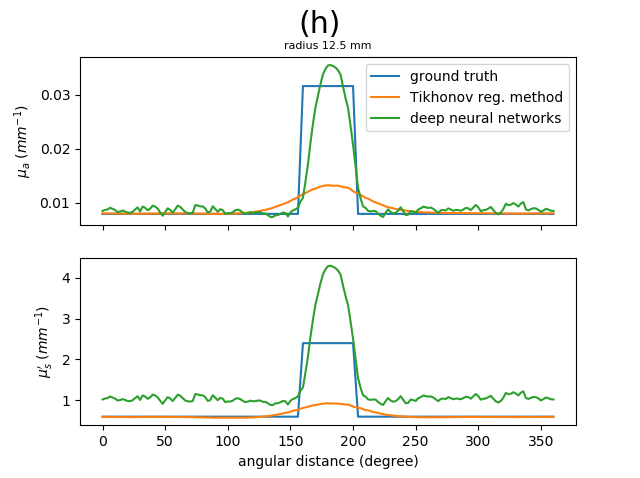 (h)
radius 12.5 mm
ground truth
Tikhonov reg. method
deep neural networks
μₐ (mm⁻¹)
0.03
0.02
0.01
μ′ₛ (mm⁻¹)
4
3
2
1
0 50 100 150 200 250 300 350
angular distance (degree)